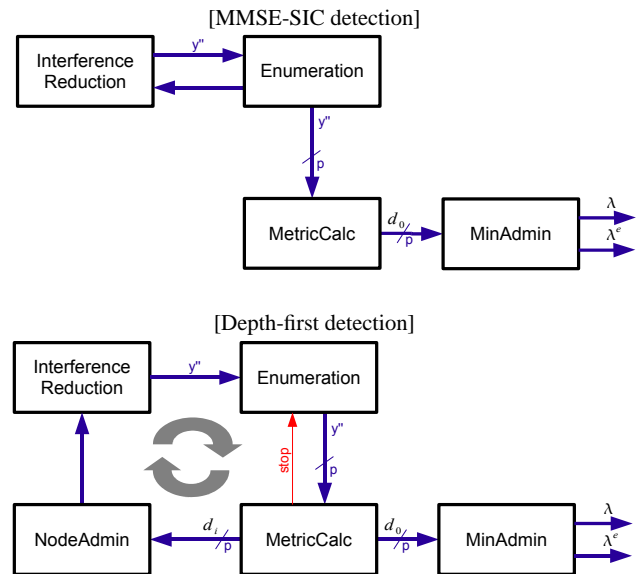 [MMSE-SIC detection]
Interference
Reduction
y"
Enumeration
y"
p
MetricCalc
d₀
p
MinAdmin
λ
λᵉ
[Depth-first detection]
Interference
Reduction
y"
Enumeration
stop
y"
p
NodeAdmin
dᵢ
p
MetricCalc
d₀
p
MinAdmin
λ
λᵉ